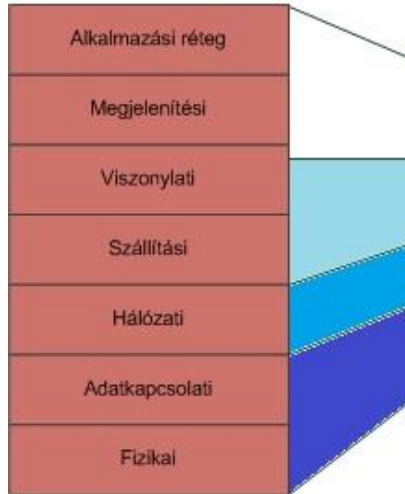 Alkalmazási réteg
Megjelenítési
Viszonylati
Szállítási
Hálózati
Adatkapcsolati
Fizikai